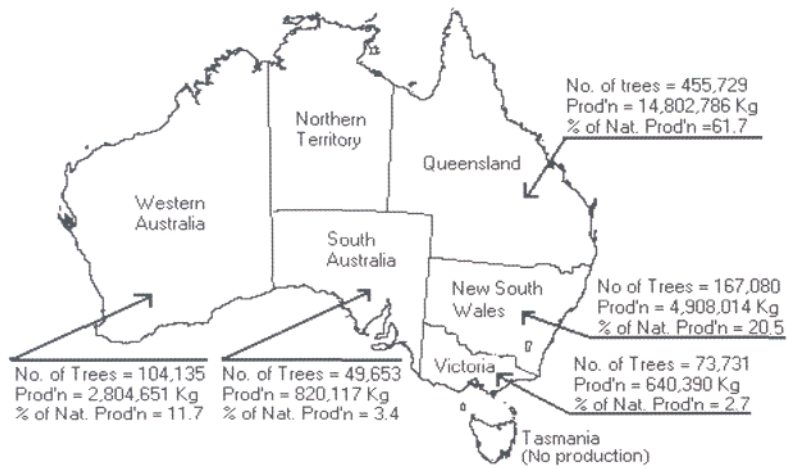 No. of trees = 455,729
Prod'n = 14,802,786 Kg
% of Nat. Prod'n =61.7
Northern
Territory
Queensland
Western
Australia
South
Australia
New South
Wales
No of Trees = 167,080
Prod'n = 4,908,014 Kg
% of Nat. Prod'n = 20.5
Victoria
No. of Trees = 73,731
Prod'n = 640,390 Kg
% of Nat. Prod'n = 2.7
No. of Trees = 104,135
Prod'n = 2,804,651 Kg
% of Nat. Prod'n = 11.7
No. of Trees = 49,653
Prod'n = 820,117 Kg
% of Nat. Prod'n = 3.4
Tasmania
(No production)